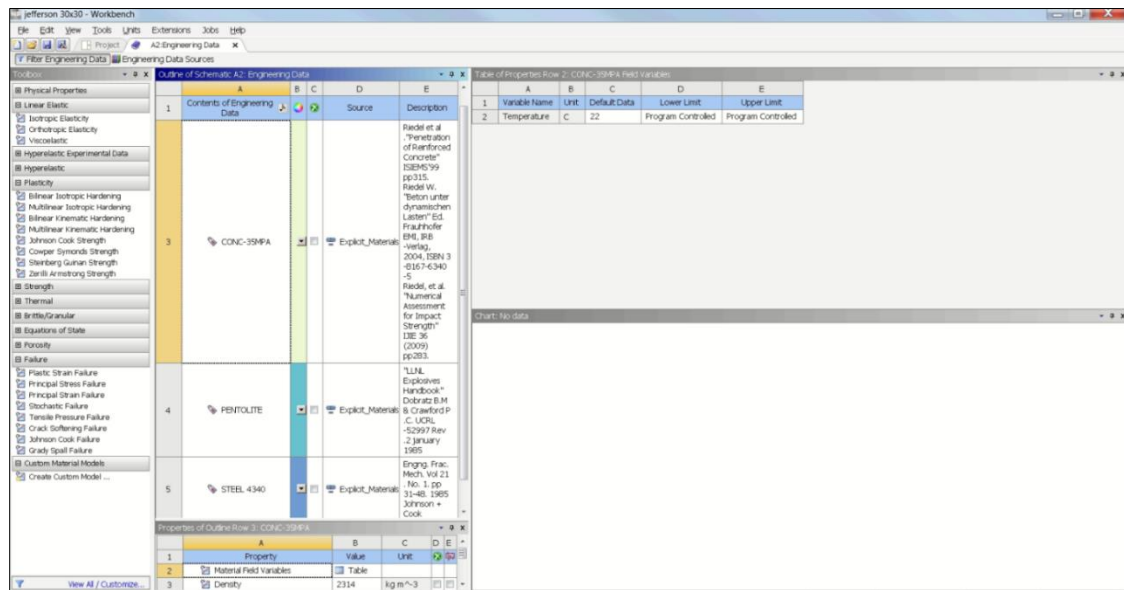 jefferson 30x30 - Workbench
File Edit View Tools Units Extensions Jobs Help
Project A2:Engineering Data x
Filter Engineering Data Engineering Data Sources
Toolbox
Physical Properties
Linear Elastic
Isotropic Elasticity
Orthotropic Elasticity
Viscoelastic
Hyperelastic Experimental Data
Hyperelastic
Plasticity
Bilinear Isotropic Hardening
Multilinear Isotropic Hardening
Bilinear Kinematic Hardening
Multilinear Kinematic Hardening
Johnson Cook Strength
Cowper Symonds Strength
Steinberg Guinan Strength
Zerilli Armstrong Strength
Strength
Thermal
Brittle/Granular
Equations of State
Porosity
Failure
Plastic Strain Failure
Principal Stress Failure
Principal Strain Failure
Stochastic Failure
Tensile Pressure Failure
Crack Softening Failure
Johnson Cook Failure
Grady Spall Failure
Custom Material Models
Create Custom Model ...
View All / Customize...
Outline of Schematic A2: Engineering Data
A B C D E
1 Contents of Engineering Data Source Description
3 CONC-35MPA Explicit_Materials
Riedel et al
."Penetration
of Reinforced
Concrete"
ISIEMS'99
pp315.
Riedel W.
"Beton unter
dynamischen
Lasten" Ed.
Frauhhofer
EMI, IRB
-Verlag,
2004, ISBN 3
-8167-6340
-5
Riedel, et al.
"Numerical
Assessment
for Impact
Strength"
IJIE 36
(2009)
pp283.
4 PENTOLITE Explicit_Materials
"LLNL
Explosives
Handbook"
Dobratz B.M
& Crawford P
.C. UCRL
-52997 Rev
.2 january
1985
5 STEEL 4340 Explicit_Materials
Engng. Frac.
Mech. Vol 21
. No. 1. pp
31-48. 1985
Johnson +
Cook
Properties of Outline Row 3: CONC-35MPA
A B C D E
1 Property Value Unit
2 Material Field Variables Table
3 Density 2314 kg m^-3
Table of Properties Row 2: CONC-35MPA Field Variables
A B C D E
1 Variable Name Unit Default Data Lower Limit Upper Limit
2 Temperature C 22 Program Controlled Program Controlled
Chart: No data